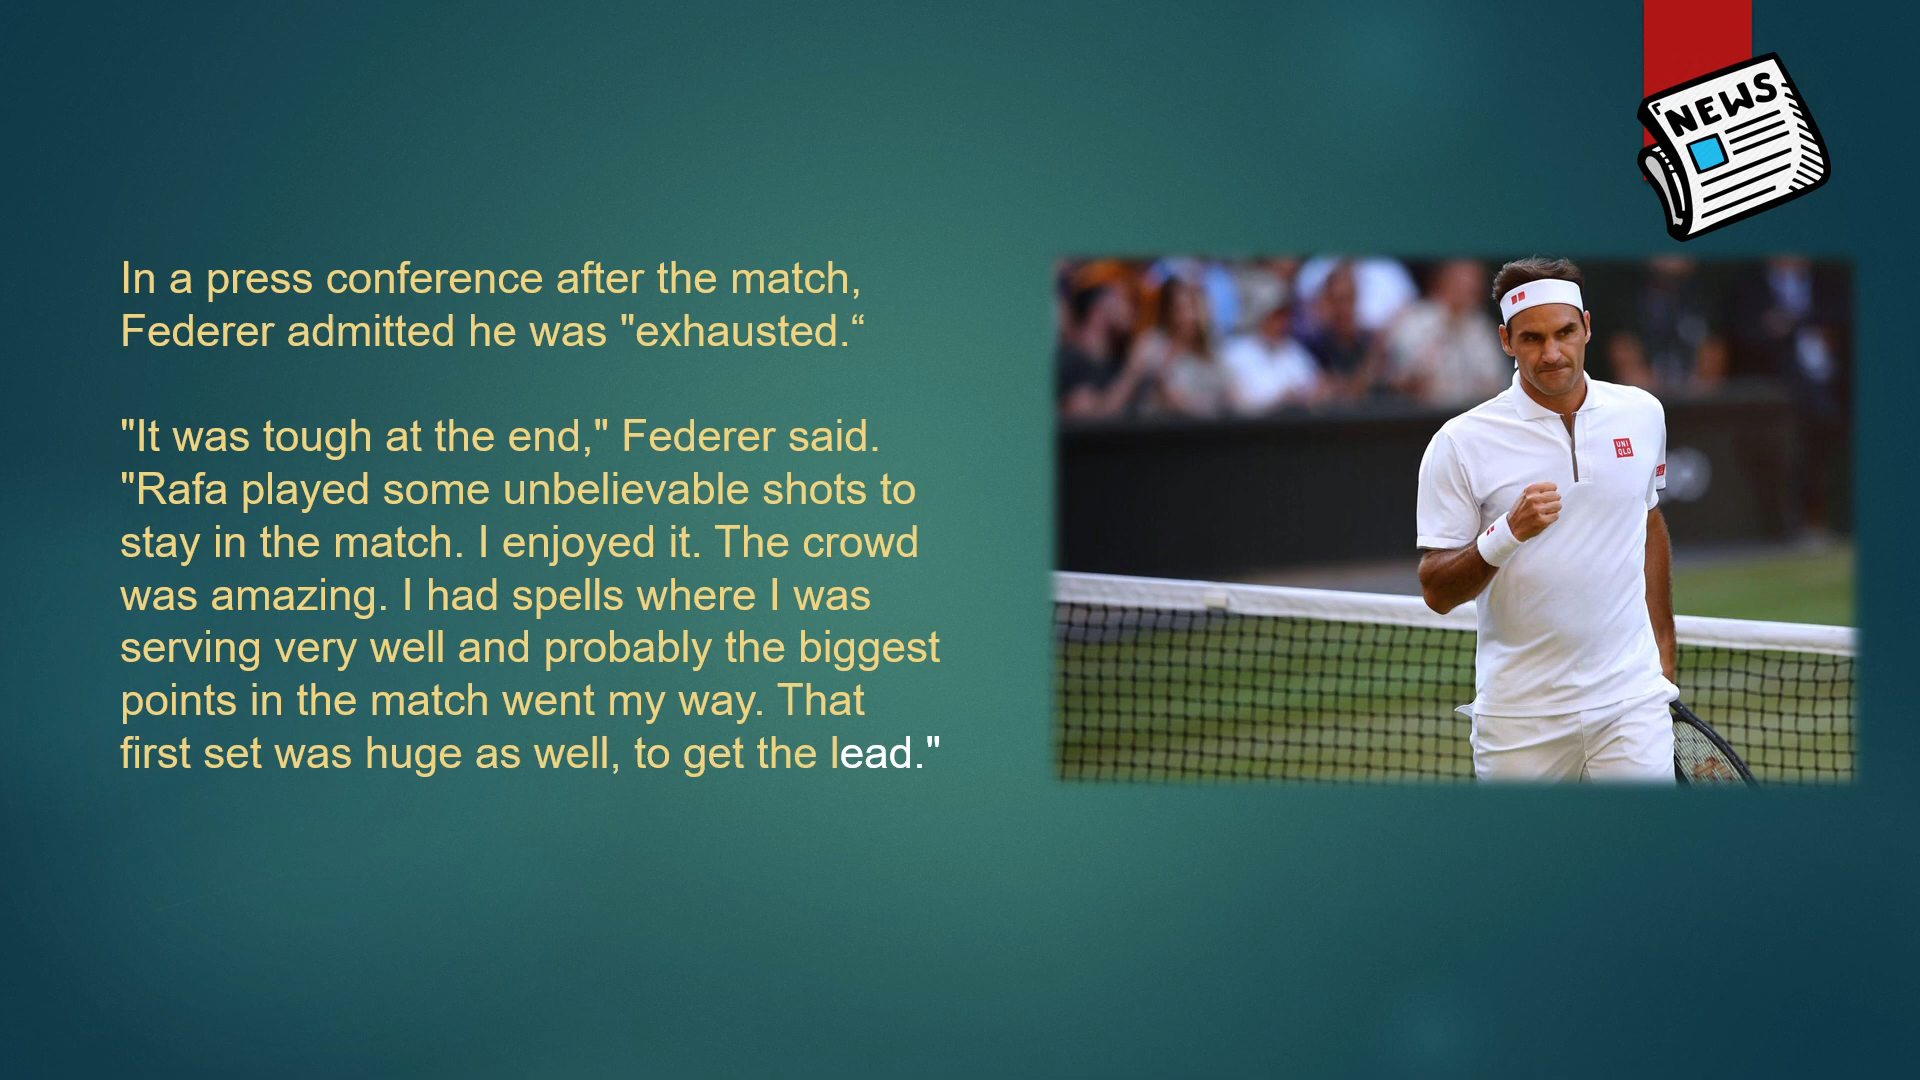 NEWS
In a press conference after the match,
Federer admitted he was "exhausted.“
"It was tough at the end," Federer said.
"Rafa played some unbelievable shots to
stay in the match. I enjoyed it. The crowd
was amazing. I had spells where I was
serving very well and probably the biggest
points in the match went my way. That
first set was huge as well, to get the lead."
UNI
QLO